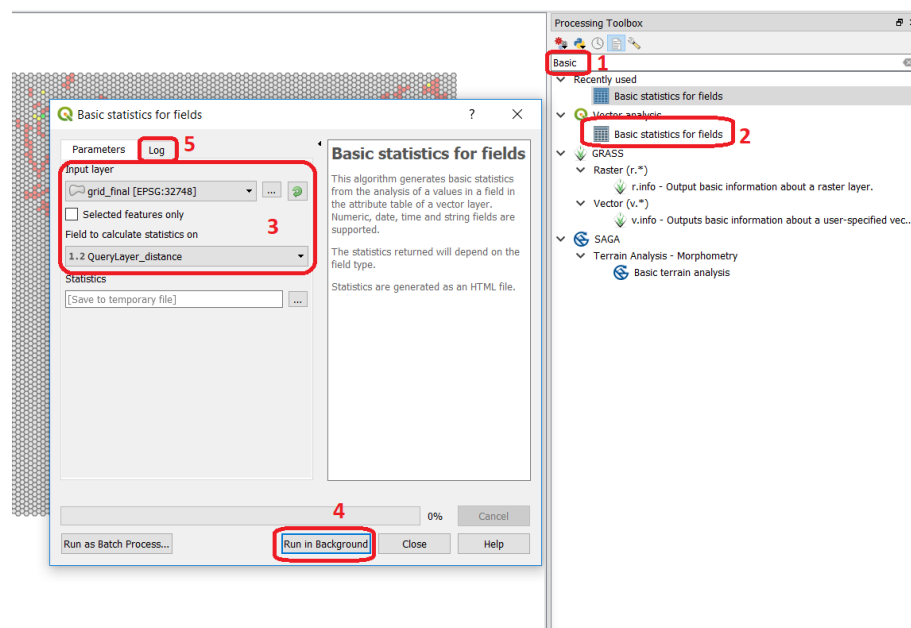 Processing Toolbox
Basic 1
Recently used
Basic statistics for fields
Vector analysis
Basic statistics for fields 2
GRASS
Raster (r.*)
r.info - Output basic information about a raster layer.
Vector (v.*)
v.info - Outputs basic information about a user-specified vec...
SAGA
Terrain Analysis - Morphometry
Basic terrain analysis
Basic statistics for fields
?
Parameters
Log 5
Input layer
grid_final [EPSG:32748]
...
Selected features only
3
Field to calculate statistics on
1.2 QueryLayer_distance
Statistics
[Save to temporary file]
...
Basic statistics for fields
This algorithm generates basic statistics
from the analysis of a values in a field in
the attribute table of a vector layer.
Numeric, date, time and string fields are
supported.
The statistics returned will depend on the
field type.
Statistics are generated as an HTML file.
4
0%
Cancel
Run as Batch Process...
Run in Background
Close
Help